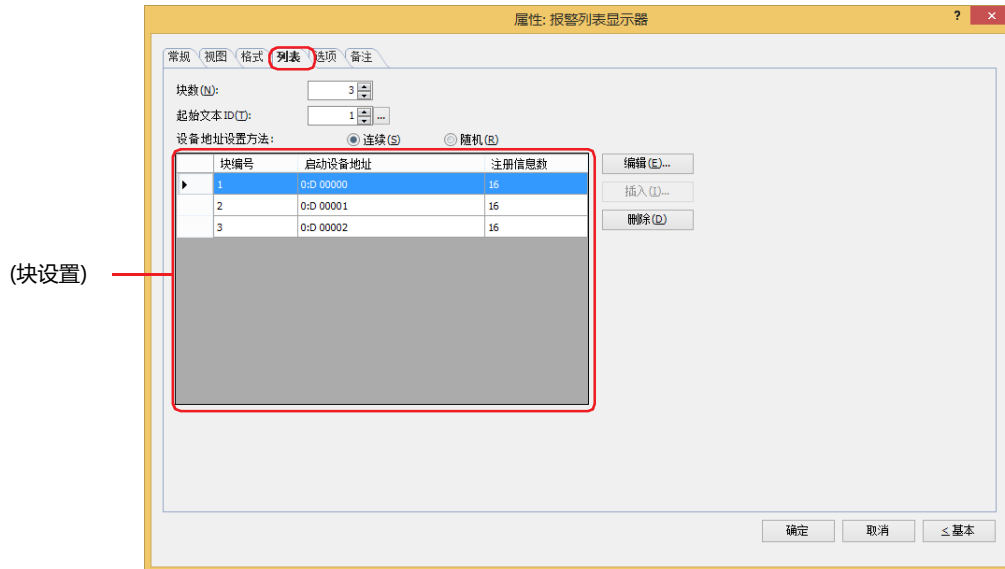 属性: 报警列表显示器
? ×
常规 视图 格式 列表 选项 备注
块数(N): 3
起始文本ID(T): 1 ...
设备地址设置方法: 连续(S) 随机(R)
块编号 启动设备地址 注册信息数 编辑(E)...
1 0:D 00000 16 插入(I)...
2 0:D 00001 16 删除(D)
3 0:D 00002 16
(块设置)
确定 取消 ≤基本